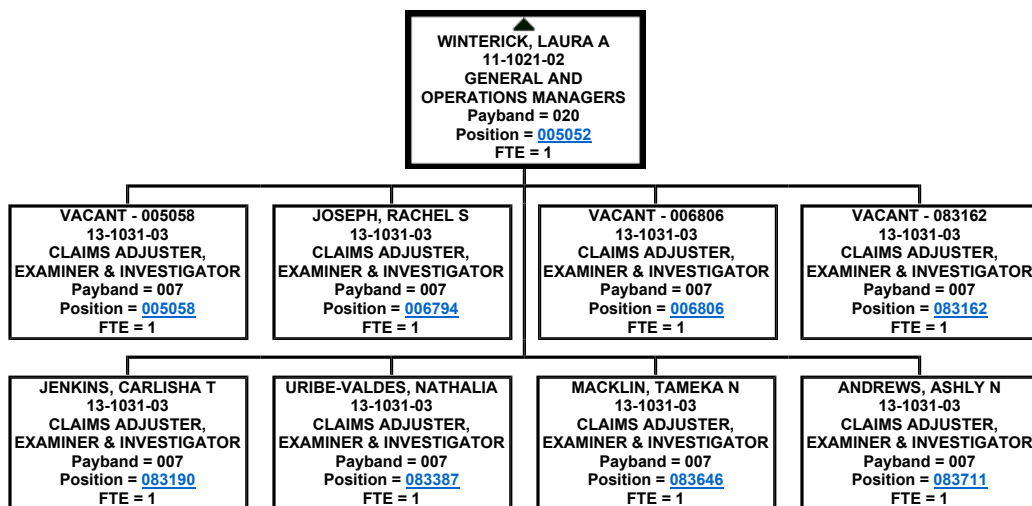 WINTERICK, LAURA A
11-1021-02
GENERAL AND
OPERATIONS MANAGERS
Payband = 020
Position = 005052
FTE = 1
VACANT - 005058
13-1031-03
CLAIMS ADJUSTER,
EXAMINER & INVESTIGATOR
Payband = 007
Position = 005058
FTE = 1
JOSEPH, RACHEL S
13-1031-03
CLAIMS ADJUSTER,
EXAMINER & INVESTIGATOR
Payband = 007
Position = 006794
FTE = 1
VACANT - 006806
13-1031-03
CLAIMS ADJUSTER,
EXAMINER & INVESTIGATOR
Payband = 007
Position = 006806
FTE = 1
VACANT - 083162
13-1031-03
CLAIMS ADJUSTER,
EXAMINER & INVESTIGATOR
Payband = 007
Position = 083162
FTE = 1
JENKINS, CARLISHA T
13-1031-03
CLAIMS ADJUSTER,
EXAMINER & INVESTIGATOR
Payband = 007
Position = 083190
FTE = 1
URIBE-VALDES, NATHALIA
13-1031-03
CLAIMS ADJUSTER,
EXAMINER & INVESTIGATOR
Payband = 007
Position = 083387
FTE = 1
MACKLIN, TAMEKA N
13-1031-03
CLAIMS ADJUSTER,
EXAMINER & INVESTIGATOR
Payband = 007
Position = 083646
FTE = 1
ANDREWS, ASHLY N
13-1031-03
CLAIMS ADJUSTER,
EXAMINER & INVESTIGATOR
Payband = 007
Position = 083711
FTE = 1